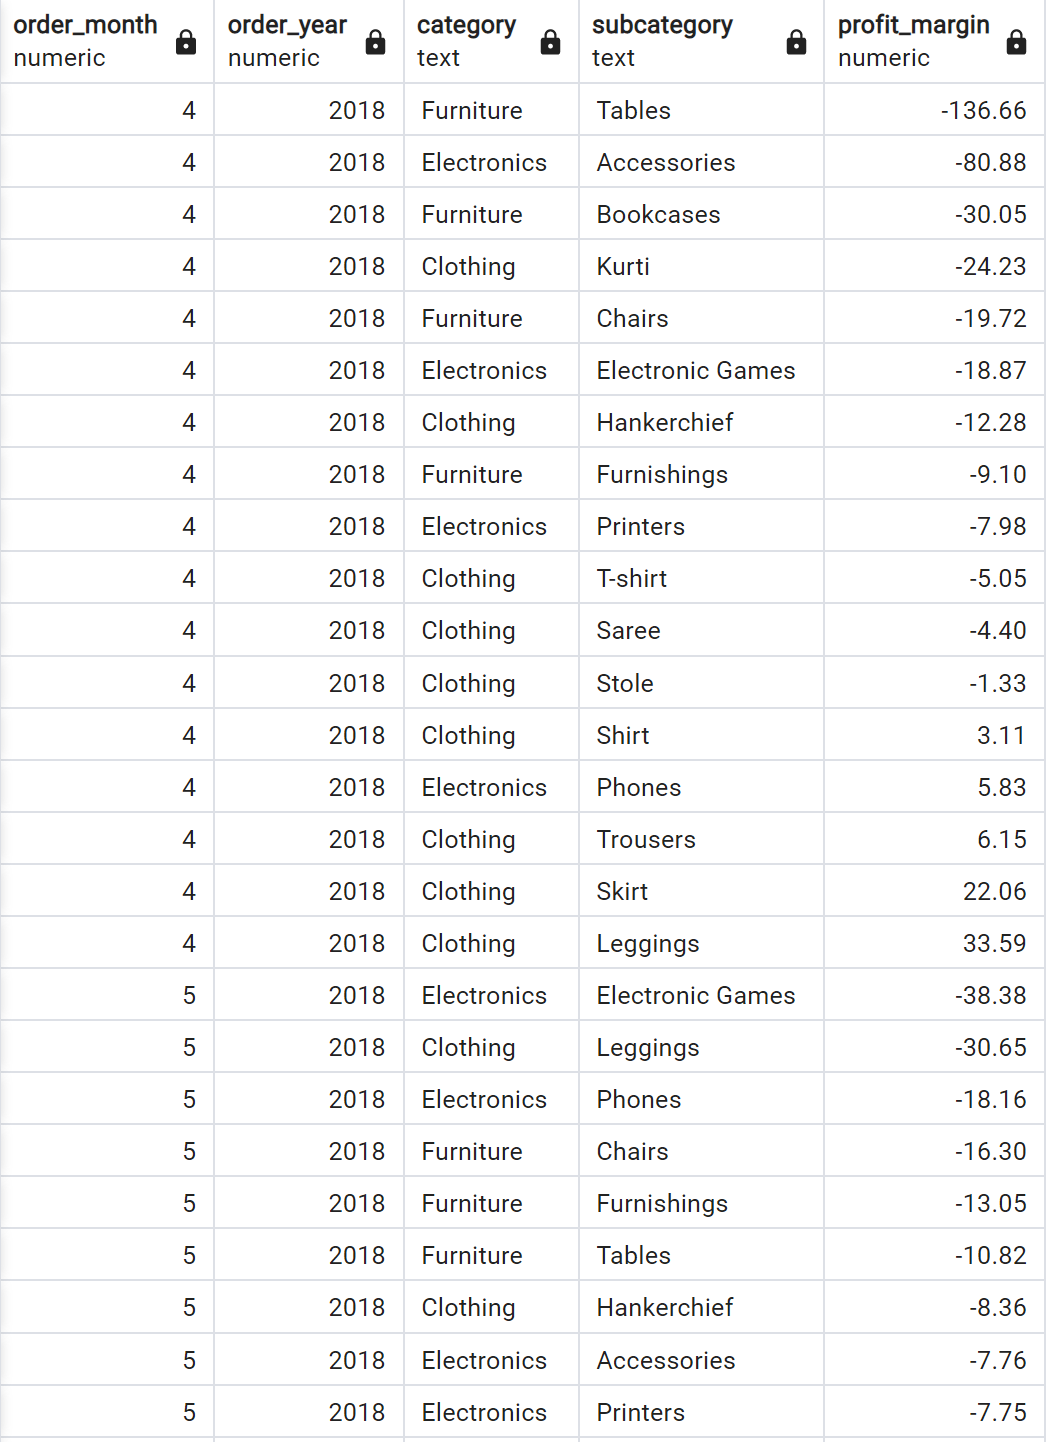 order_month order_year category subcategory profit_margin
numeric numeric text text numeric
4 2018 Furniture Tables -136.66
4 2018 Electronics Accessories -80.88
4 2018 Furniture Bookcases -30.05
4 2018 Clothing Kurti -24.23
4 2018 Furniture Chairs -19.72
4 2018 Electronics Electronic Games -18.87
4 2018 Clothing Hankerchief -12.28
4 2018 Furniture Furnishings -9.10
4 2018 Electronics Printers -7.98
4 2018 Clothing T-shirt -5.05
4 2018 Clothing Saree -4.40
4 2018 Clothing Stole -1.33
4 2018 Clothing Shirt 3.11
4 2018 Electronics Phones 5.83
4 2018 Clothing Trousers 6.15
4 2018 Clothing Skirt 22.06
4 2018 Clothing Leggings 33.59
5 2018 Electronics Electronic Games -38.38
5 2018 Clothing Leggings -30.65
5 2018 Electronics Phones -18.16
5 2018 Furniture Chairs -16.30
5 2018 Furniture Furnishings -13.05
5 2018 Furniture Tables -10.82
5 2018 Clothing Hankerchief -8.36
5 2018 Electronics Accessories -7.76
5 2018 Electronics Printers -7.75